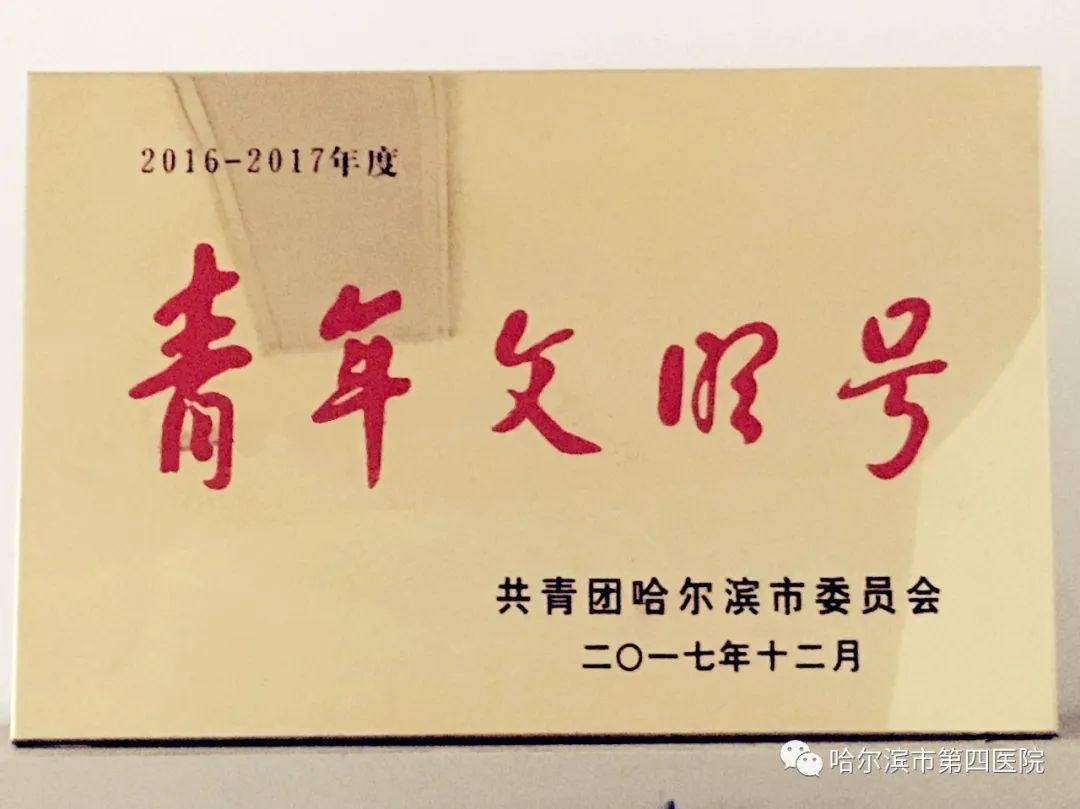 2016-2017年度
青年文明号
共青团哈尔滨市委员会
二〇一七年十二月
哈尔滨市第四医院